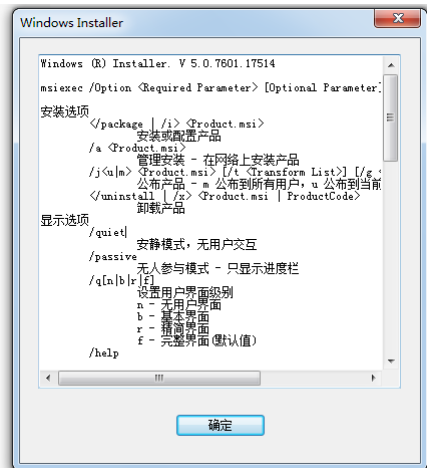 Windows Installer
Windows (R) Installer. V 5.0.7601.17514
msiexec /Option <Required Parameter> [Optional Parameter]
安装选项
</package | /i> <Product.msi>
安装或配置产品
/a <Product.msi>
管理安装 - 在网络上安装产品
/j<u|m> <Product.msi> [/t <Transform List>] [/g
公布产品 - m 公布到所有用户，u 公布到当前
</uninstall | /x> <Product.msi | ProductCode>
卸载产品
显示选项
/quiet
安静模式，无用户交互
/passive
无人参与模式 - 只显示进度栏
/q[n|b|r|f]
设置用户界面级别
n - 无用户界面
b - 基本界面
r - 精简界面
f - 完整界面(默认值)
/help
确定